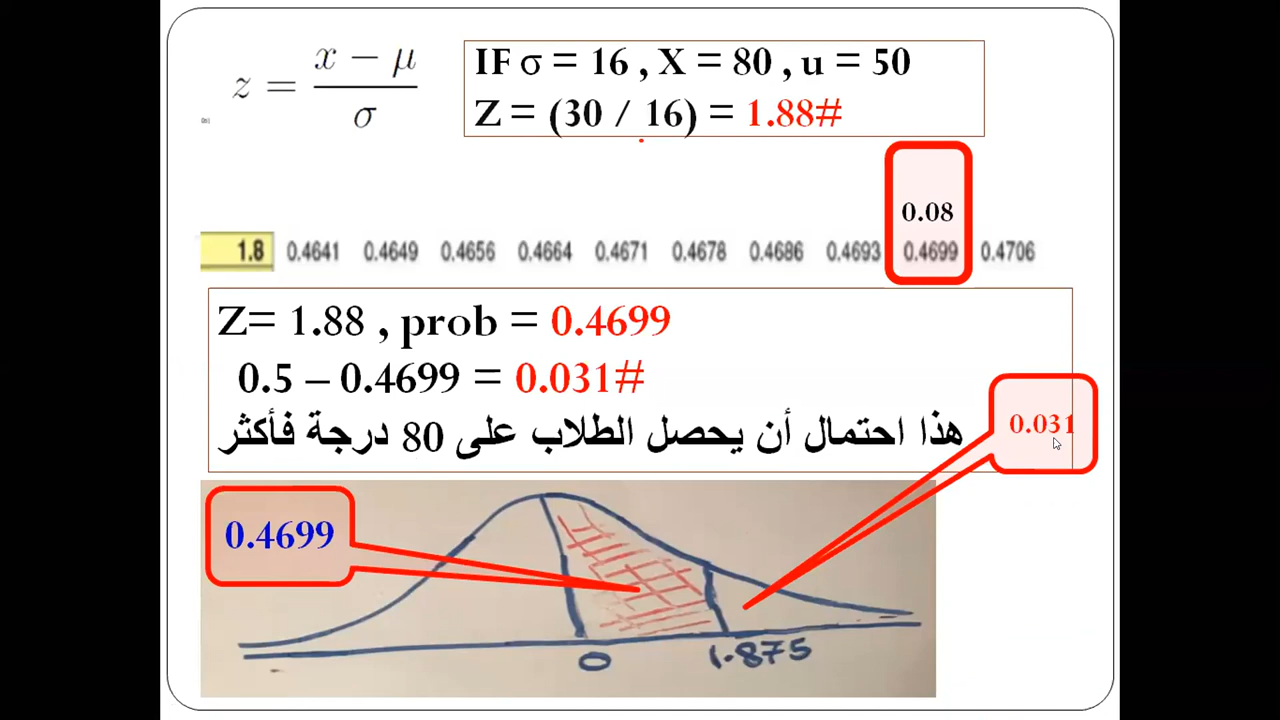 z = x − μ / σ
IF σ = 16 , X = 80 , u = 50
Z = (30 / 16) = 1.88#
0.08
1.8 0.4641 0.4649 0.4656 0.4664 0.4671 0.4678 0.4686 0.4693 0.4699 0.4706
Z= 1.88 , prob = 0.4699
0.5 – 0.4699 = 0.031#
هذا احتمال أن يحصل الطلاب على 80 درجة فأكثر
0.031
0.4699
0
1.875